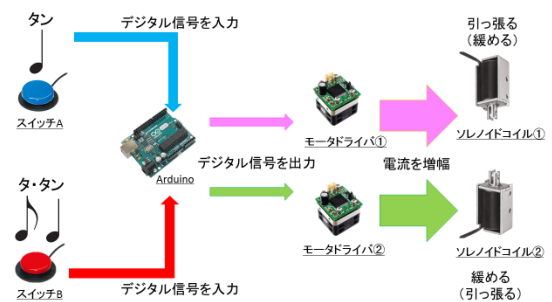 タン
デジタル信号を入力
スイッチA
引っ張る
(緩める)
モータドライバ①
ソレノイドコイル①
Arduino
デジタル信号を出力
電流を増幅
タ・タン
モータドライバ②
ソレノイドコイル②
スイッチB
デジタル信号を入力
緩める
(引っ張る)